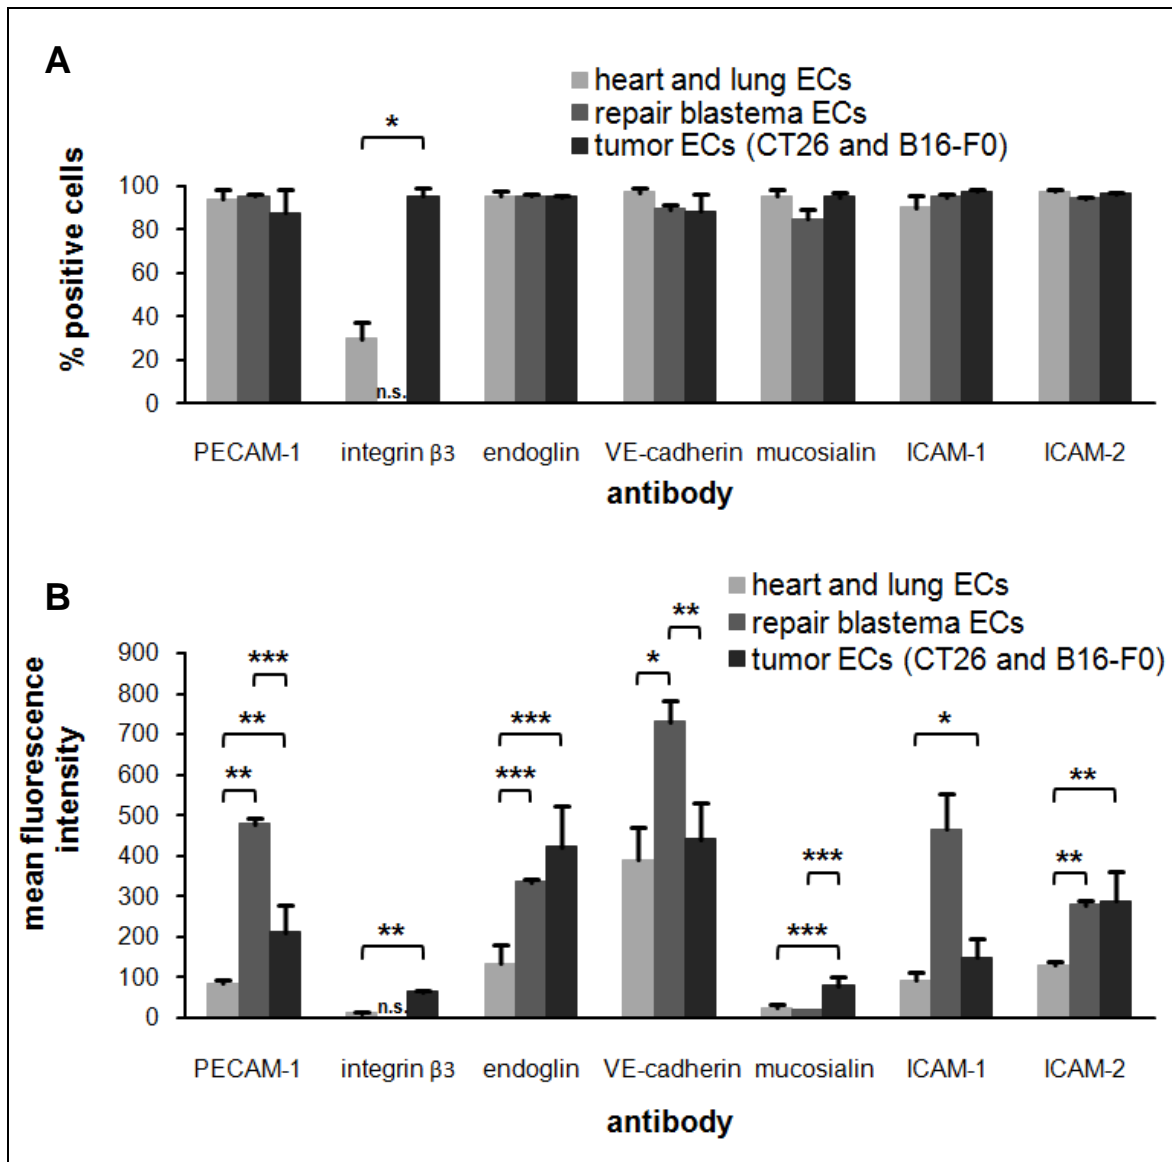 A
heart and lung ECs
repair blastema ECs
tumor ECs (CT26 and B16-F0)
*
% positive cells
100
80
60
40
20
0
n.s.
PECAM-1 integrin β3 endoglin VE-cadherin mucosialin ICAM-1 ICAM-2
antibody
B
heart and lung ECs
repair blastema ECs
tumor ECs (CT26 and B16-F0)
mean fluorescence
intensity
900
800
700
600
500
400
300
200
100
0
***
**
**
**
n.s.
***
***
**
*
***
***
*
**
**
PECAM-1 integrin β3 endoglin VE-cadherin mucosialin ICAM-1 ICAM-2
antibody